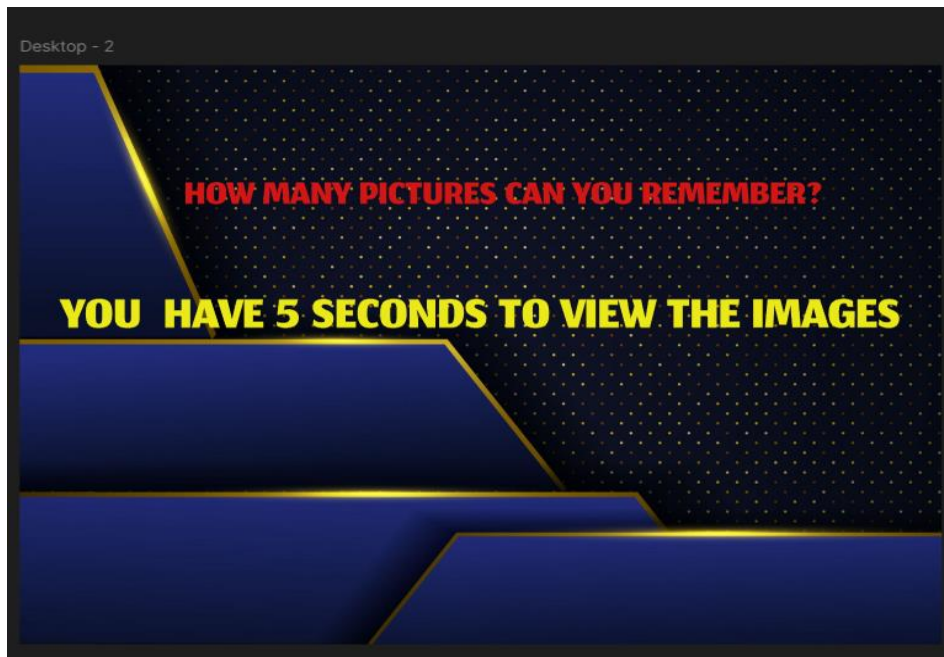 Desktop - 2
HOW MANY PICTURES CAN YOU REMEMBER?
YOU HAVE 5 SECONDS TO VIEW THE IMAGES